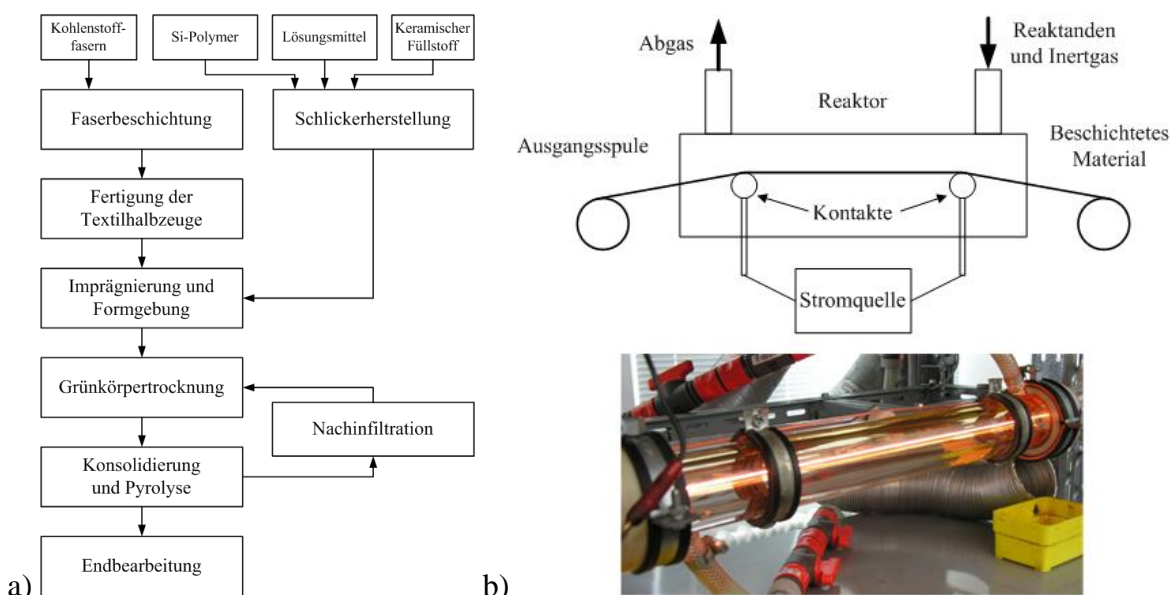 Kohlenstoff-
fasern
Si-Polymer
Lösungsmittel
Keramischer
Füllstoff
Faserbeschichtung
Schlickerherstellung
Fertigung der
Textilhalbzeuge
Imprägnierung und
Formgebung
Grünkörpertrocknung
Nachinfiltration
Konsolidierung
und Pyrolyse
Endbearbeitung
a)
Abgas
Reaktanden
und Inertgas
Reaktor
Ausgangsspule
Beschichtetes
Material
Kontakte
Stromquelle
b)